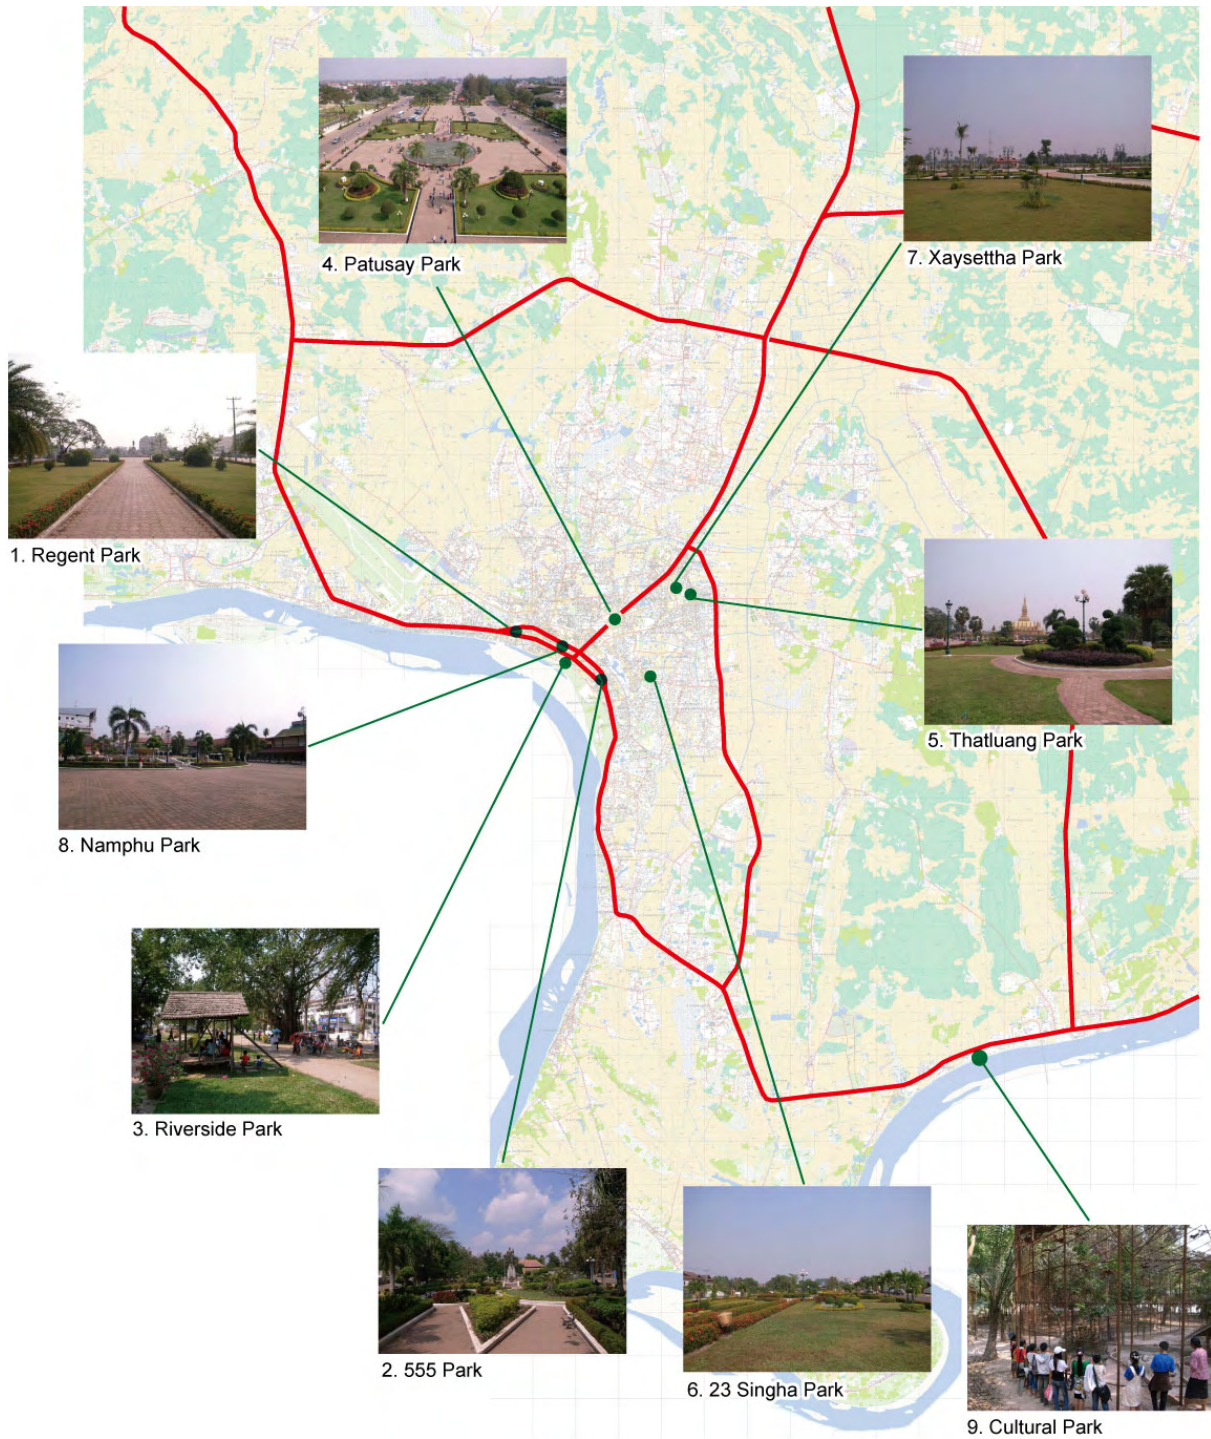 4. Patusay Park
7. Xaysettha Park
1. Regent Park
5. Thatluang Park
8. Namphu Park
3. Riverside Park
2. 555 Park
6. 23 Singha Park
9. Cultural Park